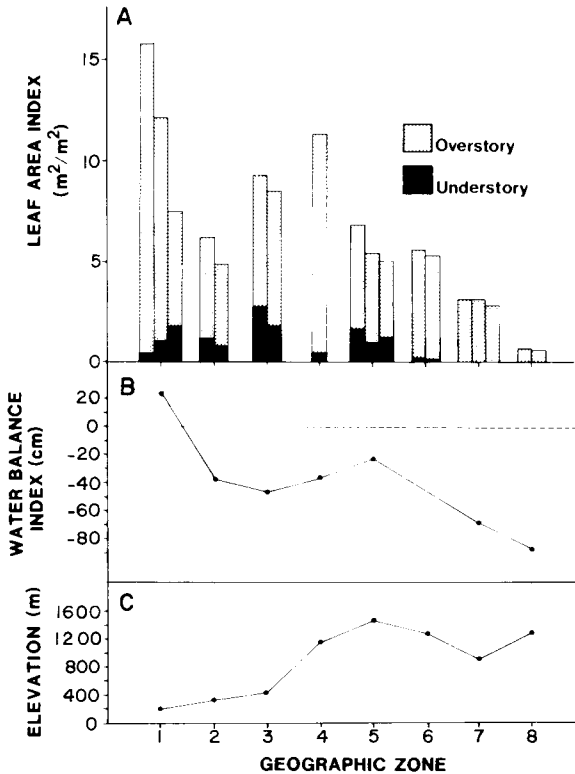 A
LEAF AREA INDEX
(m²/m²)
15
10
5
0
Overstory
Understory
B
WATER BALANCE
INDEX (cm)
20
0
-20
-40
-60
-80
C
ELEVATION (m)
1600
1200
800
400
0
1 2 3 4 5 6 7 8
GEOGRAPHIC ZONE